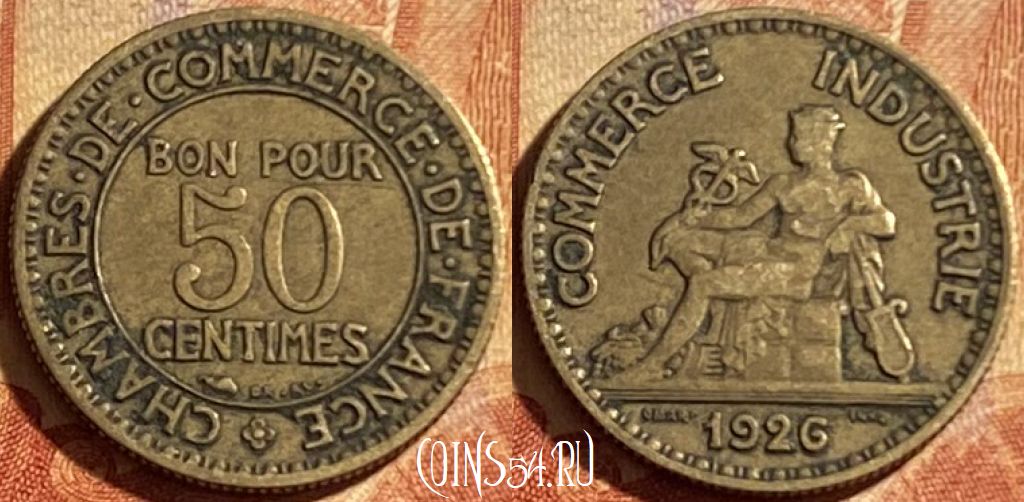 CHAMBRES·DE·COMMERCE·DE·FRANCE
BON POUR
50
CENTIMES
COMMERCE INDUSTRIE
1926
COINS54.RU